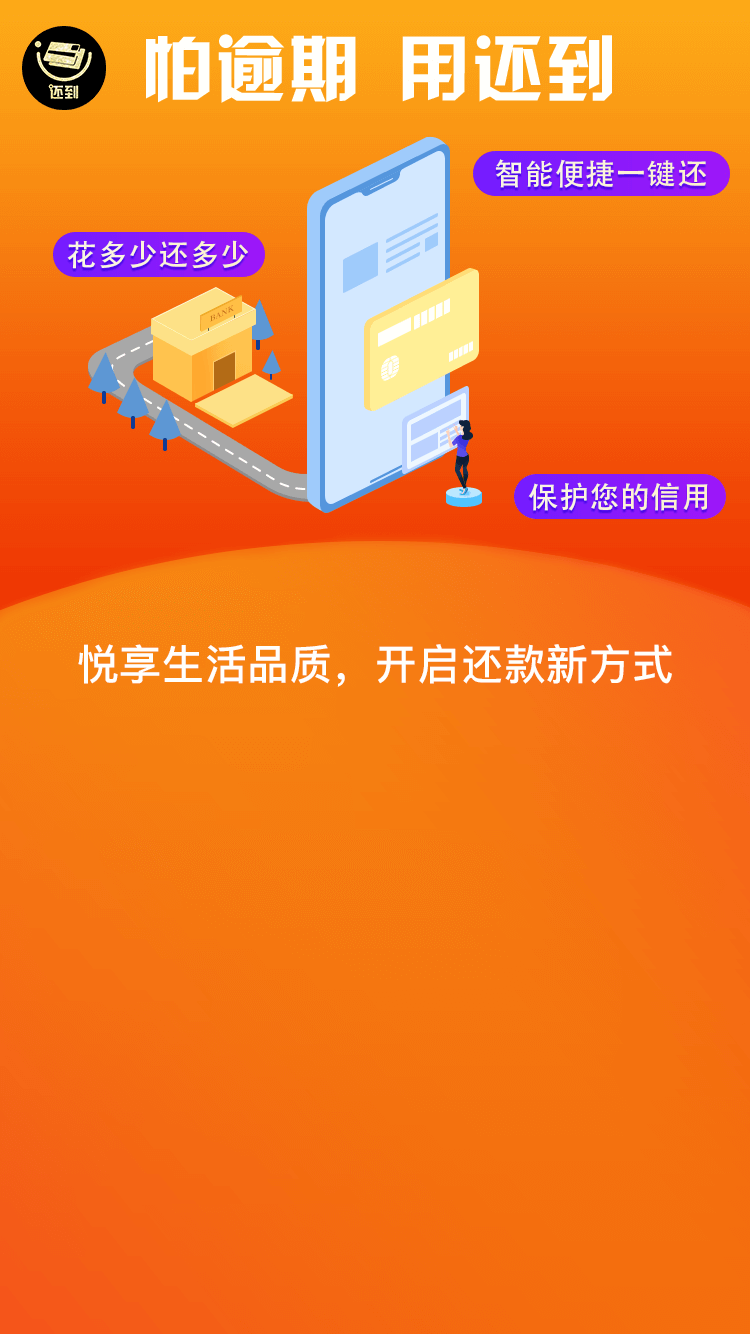 还到
怕逾期 用还到
智能便捷一键还
花多少还多少
BANK
保护您的信用
悦享生活品质，开启还款新方式